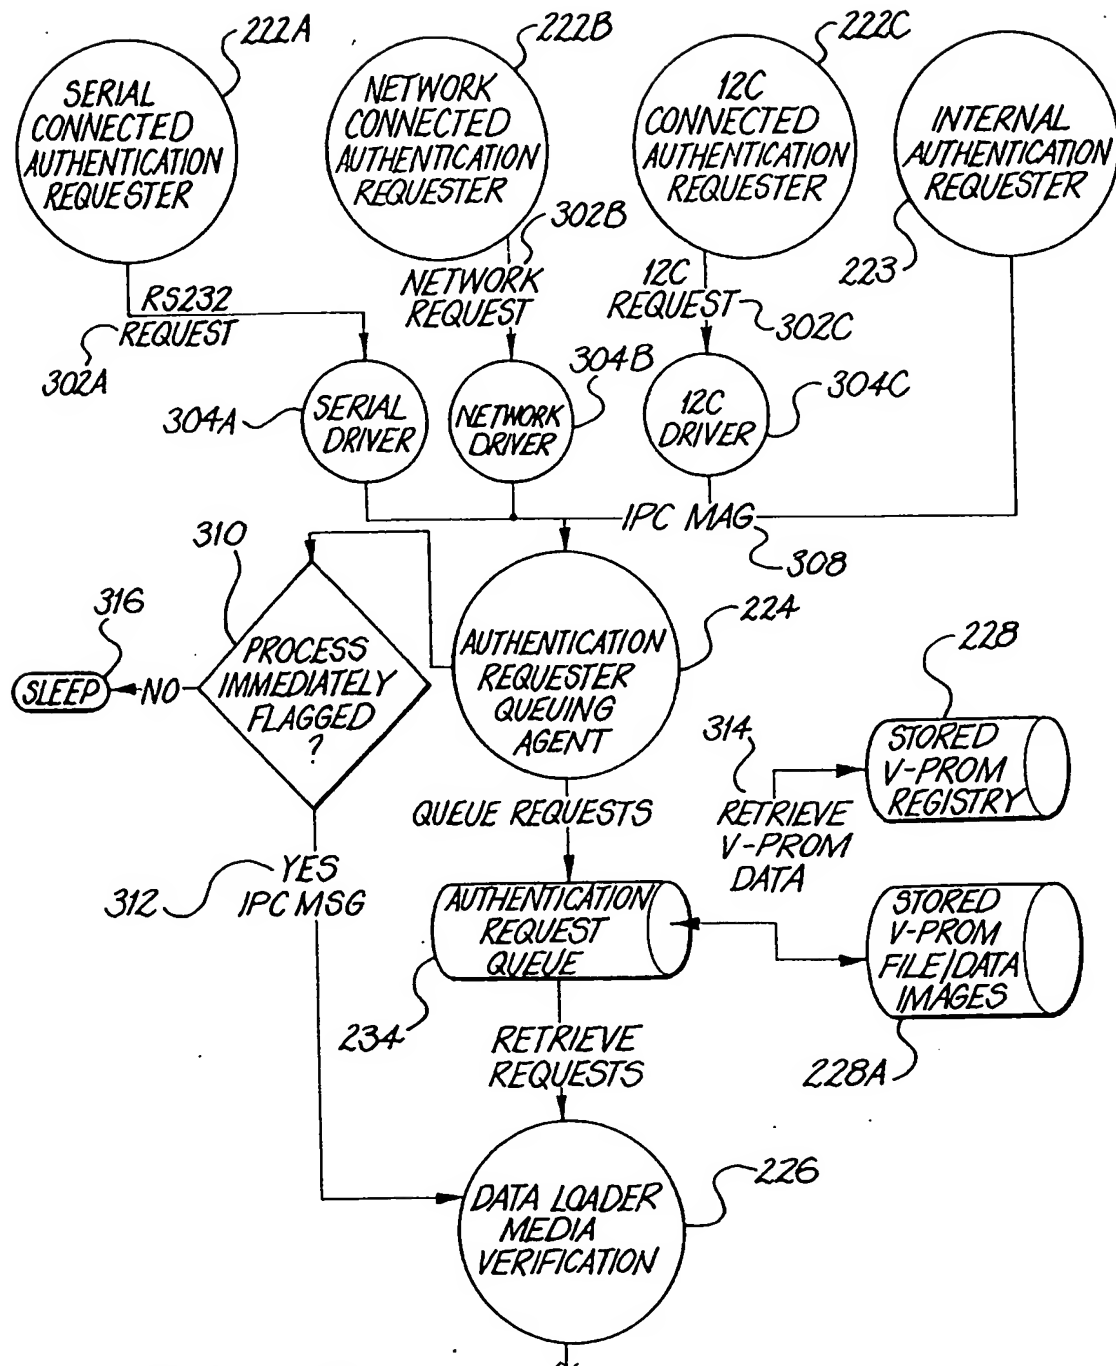 222A
222B
222C
SERIAL
CONNECTED
AUTHENTICATION
REQUESTER
NETWORK
CONNECTED
AUTHENTICATION
REQUESTER
12C
CONNECTED
AUTHENTICATION
REQUESTER
INTERNAL
AUTHENTICATION
REQUESTER
223
RS232
REQUEST
302A
302B
NETWORK
REQUEST
12C
REQUEST
302C
304A
SERIAL
DRIVER
304B
NETWORK
DRIVER
304C
12C
DRIVER
IPC MAG
308
310
316
SLEEP
NO
PROCESS
IMMEDIATELY
FLAGGED
?
AUTHENTICATION
REQUESTER
QUEUING
AGENT
224
228
STORED
V-PROM
REGISTRY
314
RETRIEVE
V-PROM
DATA
QUEUE REQUESTS
312
YES
IPC MSG
AUTHENTICATION
REQUEST
QUEUE
234
STORED
V-PROM
FILE/DATA
IMAGES
228A
RETRIEVE
REQUESTS
DATA LOADER
MEDIA
VERIFICATION
226